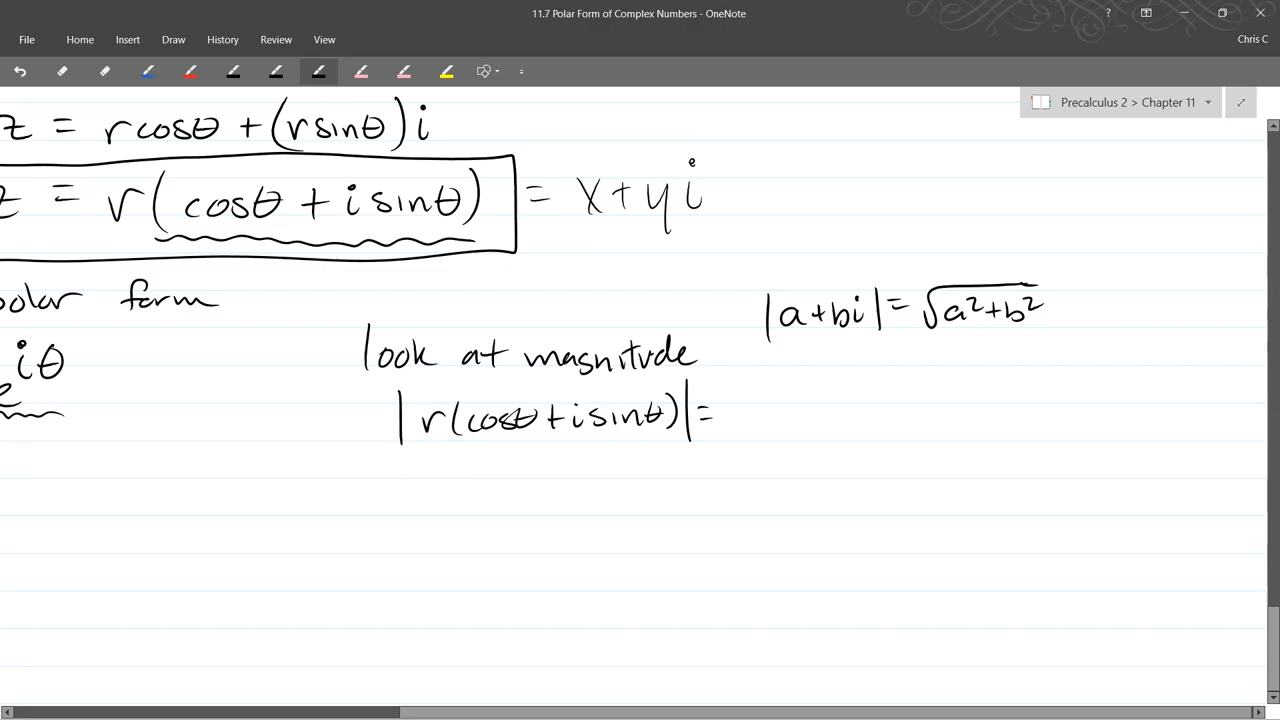 11.7 Polar Form of Complex Numbers - OneNote
File Home Insert Draw History Review View
Chris C
Precalculus 2 > Chapter 11
z = rcosθ + (rsinθ)i
z = r(cosθ + isinθ) = x+yi
polar form
|a+bi| = √a²+b²
look at magnitude
e^iθ
|r(cosθ+isinθ)| =